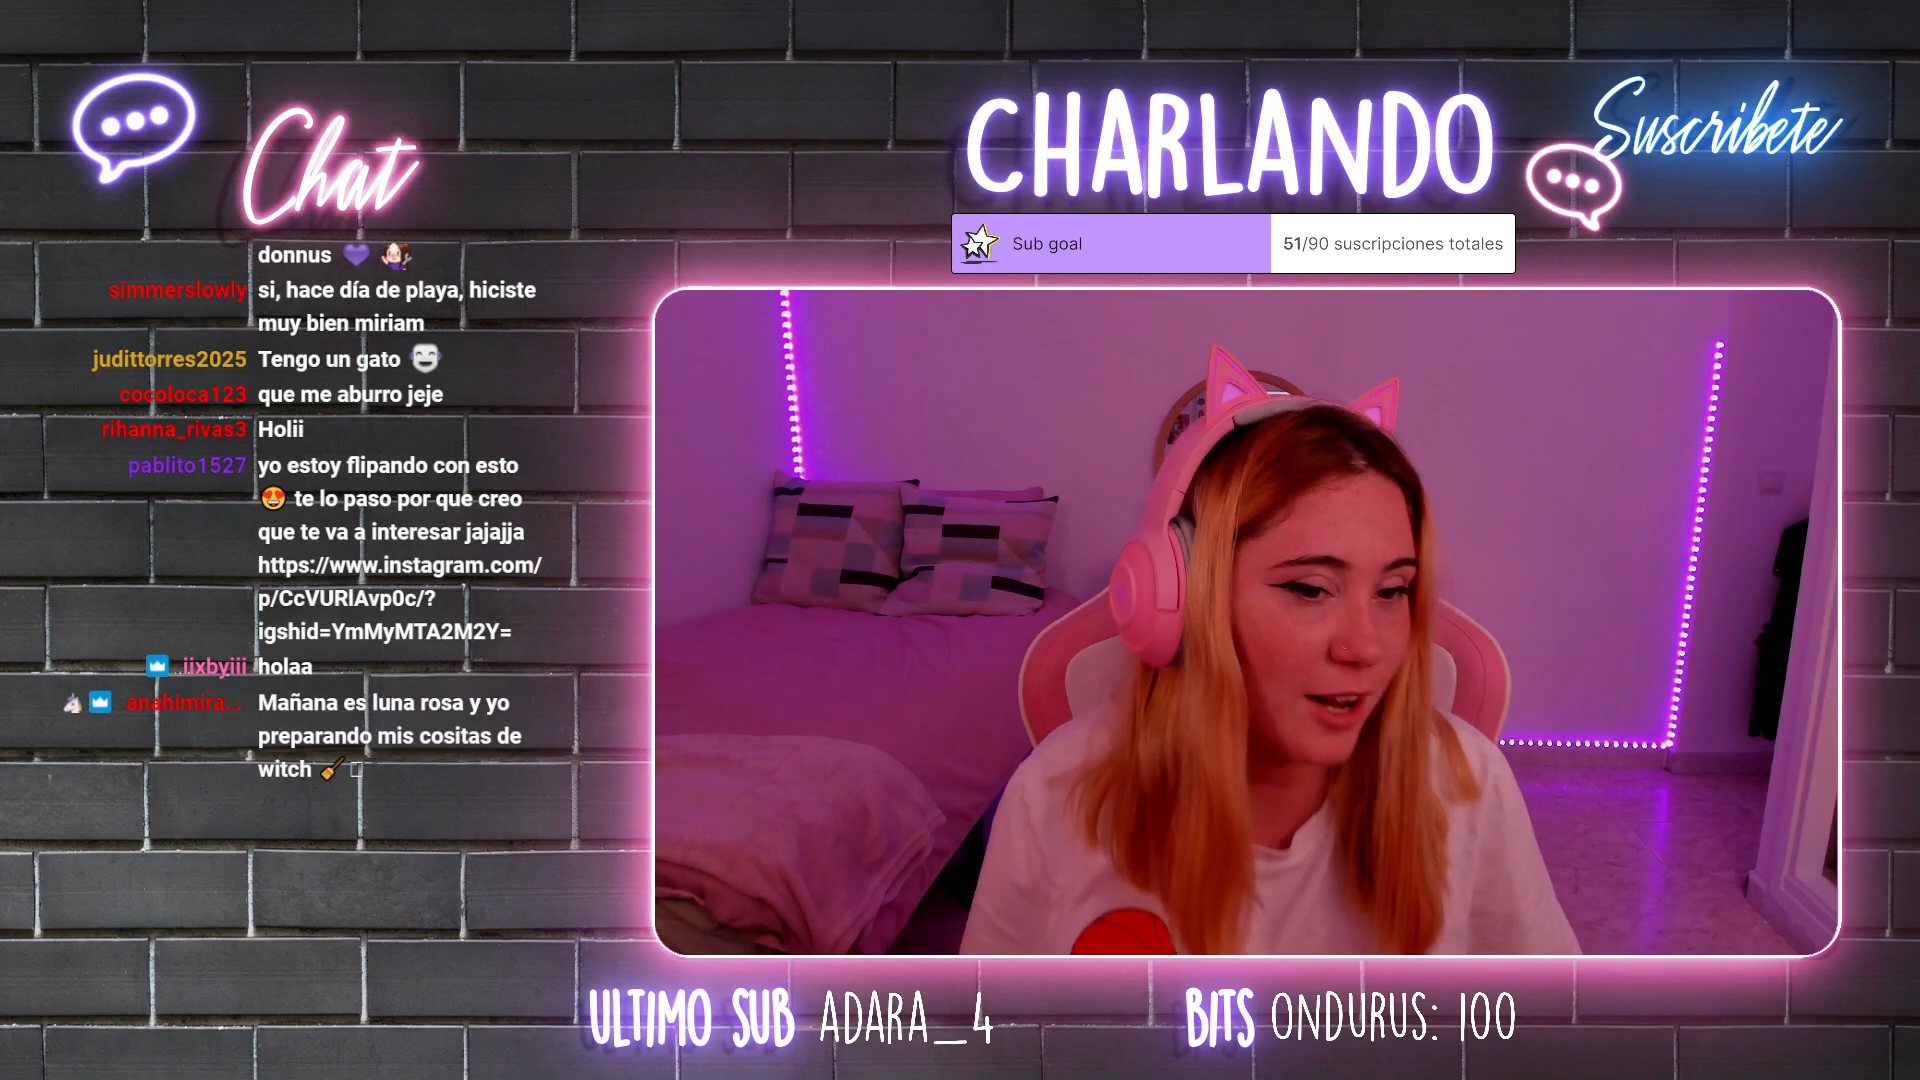 Chat
donnus
simmerslowly si, hace día de playa, hiciste
muy bien miriam
judittorres2025 Tengo un gato
cocoloca123 que me aburro jeje
rihanna_rivas3 Holii
pablito1527 yo estoy flipando con esto
😍 te lo paso por que creo
que te va a interesar jajajja
https://www.instagram.com/
p/CcVURlAvp0c/?
igshid=YmMyMTA2M2Y=
iixbyiii holaa
anahimira... Mañana es luna rosa y yo
preparando mis cositas de
witch
CHARLANDO
Suscribete
Sub goal 51/90 suscripciones totales
ULTIMO SUB ADARA_4
BITS ONDURUS: 100